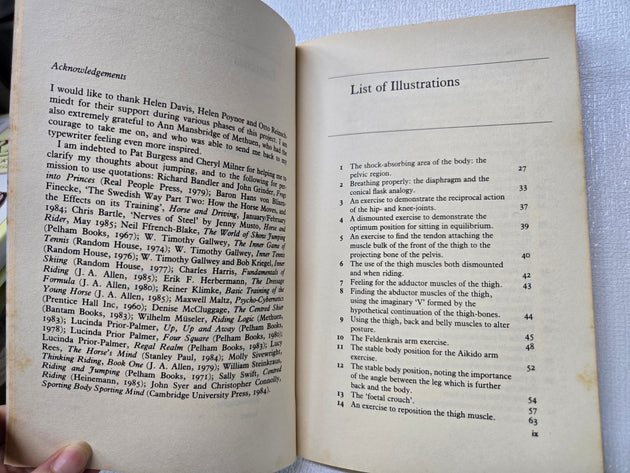 Acknowledgements
I would like to thank Helen Davis, Helen Poynor and Otto Reinsch-
miedt for their support during various phases of this project. I am
also extremely grateful to Ann Mansbridge of Methuen, who had the
courage to take me on, and who was able to send me back to my
typewriter feeling even more inspired.
I am indebted to Pat Burgess and Cheryl Milner for helping me to
clarify my thoughts about jumping, and to the following for per-
mission to use quotations: Richard Bandler and John Grinder, Frogs
into Princes (Real People Press, 1979); Baron Hans von Blixen-
Finecke, ‘The Swedish Way Part Two: How the Horse Moves, and
the Effects on its Training’, Horse and Driving, January/February
1984; Chris Bartle, ‘Nerves of Steel’ by Jenny Musto, Horse and
Rider, May 1985; Neil Ffrench-Blake, The World of Show Jumping
(Pelham Books, 1967); W. Timothy Gallwey, The Inner Game of
Tennis (Random House, 1974); W. Timothy Gallwey, Inner Tennis
(Random House, 1976); W. Timothy Gallwey and Bob Kriegel, Inner
Skiing (Random House, 1977); Charles Harris, Fundamentals of
Riding (J. A. Allen, 1985); Erik F. Herbermann, The Dressage
Formula (J. A. Allen, 1980); Reiner Klimke, Basic Training of the
Young Horse (J. A. Allen, 1985); Maxwell Maltz, Psycho-Cybernetics
(Prentice Hall Inc, 1960); Denise McCluggage, The Centred Skier
(Bantam Books, 1983); Wilhelm Müseler, Riding Logic (Methuen,
1983); Lucinda Prior-Palmer, Up, Up and Away (Pelham Books,
1978); Lucinda Prior Palmer, Four Square (Pelham Books, 1980);
Lucinda Prior-Palmer, Regal Realm (Pelham Books, 1983); Lucy
Rees, The Horse's Mind (Stanley Paul, 1984); Molly Sivewright,
Thinking Riding, Book One (J. A. Allen, 1979); William Steinkraus,
Riding and Jumping (Pelham Books, 1971); Sally Swift, Centred
Riding (Heinemann, 1985); John Syer and Christopher Connolly,
Sporting Body Sporting Mind (Cambridge University Press, 1984).
List of Illustrations
1 The shock-absorbing area of the body: the
pelvic region. 27
2 Breathing properly: the diaphragm and the
conical flask analogy. 33
3 An exercise to demonstrate the reciprocal action
of the hip- and knee-joints. 37
4 A dismounted exercise to demonstrate the
optimum position for sitting in equilibrium. 39
5 An exercise to find the tendon attaching the
muscle bulk of the front of the thigh to the
projecting bone of the pelvis. 40
6 The use of the thigh muscles both dismounted
and when riding. 42
7 Feeling for the adductor muscles of the thigh. 43
8 Finding the abductor muscles of the thigh,
using the imaginary ‘V’ formed by the
hypothetical continuation of the thigh-bones. 44
9 Using the thigh, back and belly muscles to alter
posture. 45
10 The Feldenkrais arm exercise. 48
11 The stable body position for the Aikido arm
exercise. 52
12 The stable body position, noting the importance
of the angle between the leg which is further
back and the body. 54
13 The ‘foetal crouch’. 57
14 An exercise to reposition the thigh muscle. 63
ix